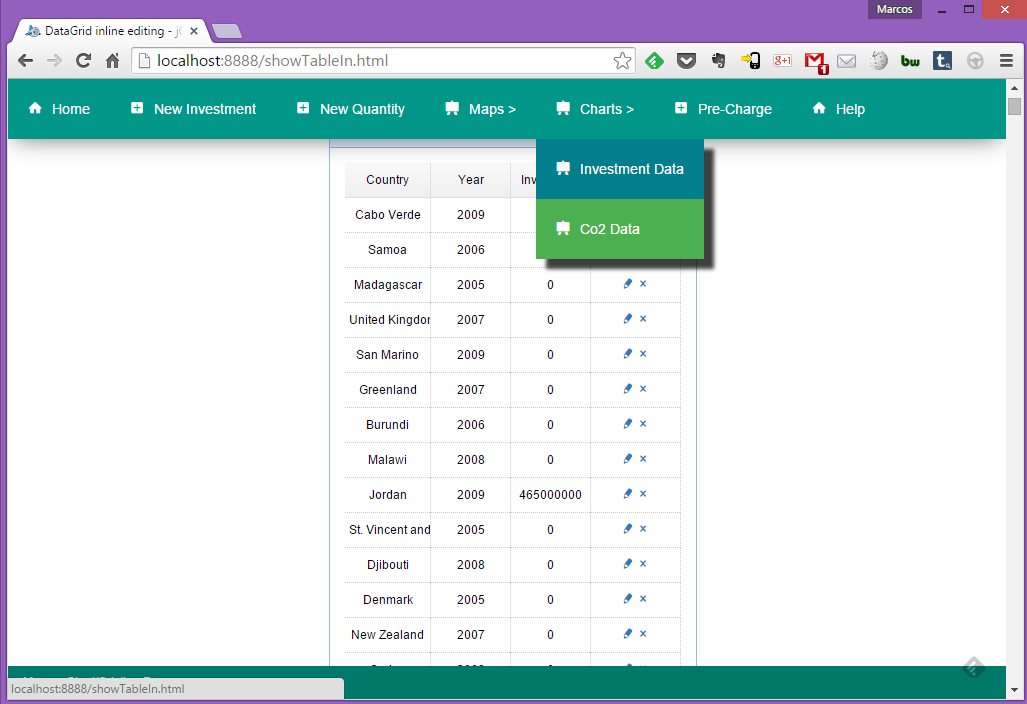 Marcos
DataGrid inline editing - j
localhost:8888/showTableIn.html
g+1
1
bw
t.
Home New Investment New Quantity Maps > Charts > Pre-Charge Help
Investment Data
Co2 Data
Country Year Inv
Cabo Verde 2009
Samoa 2006
Madagascar 2005 0
United Kingdor 2007 0
San Marino 2009 0
Greenland 2007 0
Burundi 2006 0
Malawi 2008 0
Jordan 2009 465000000
St. Vincent and 2005 0
Djibouti 2008 0
Denmark 2005 0
New Zealand 2007 0
localhost:8888/showTableIn.html